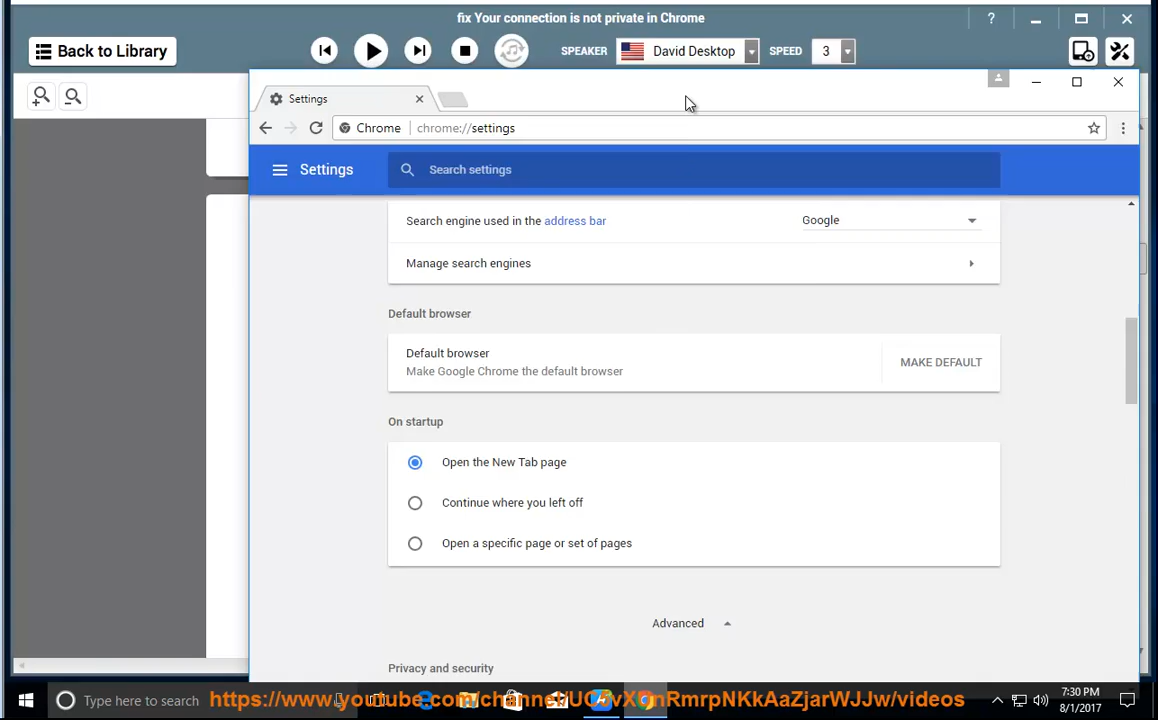 fix Your connection is not private in Chrome
?
Back to Library
SPEAKER
David Desktop
SPEED
3
Settings
Chrome
chrome://settings
Settings
Search settings
Search engine used in the address bar
Google
Manage search engines
Default browser
Default browser
Make Google Chrome the default browser
MAKE DEFAULT
On startup
Open the New Tab page
Continue where you left off
Open a specific page or set of pages
Advanced
Privacy and security
Type here to search
7:30 PM
8/1/2017